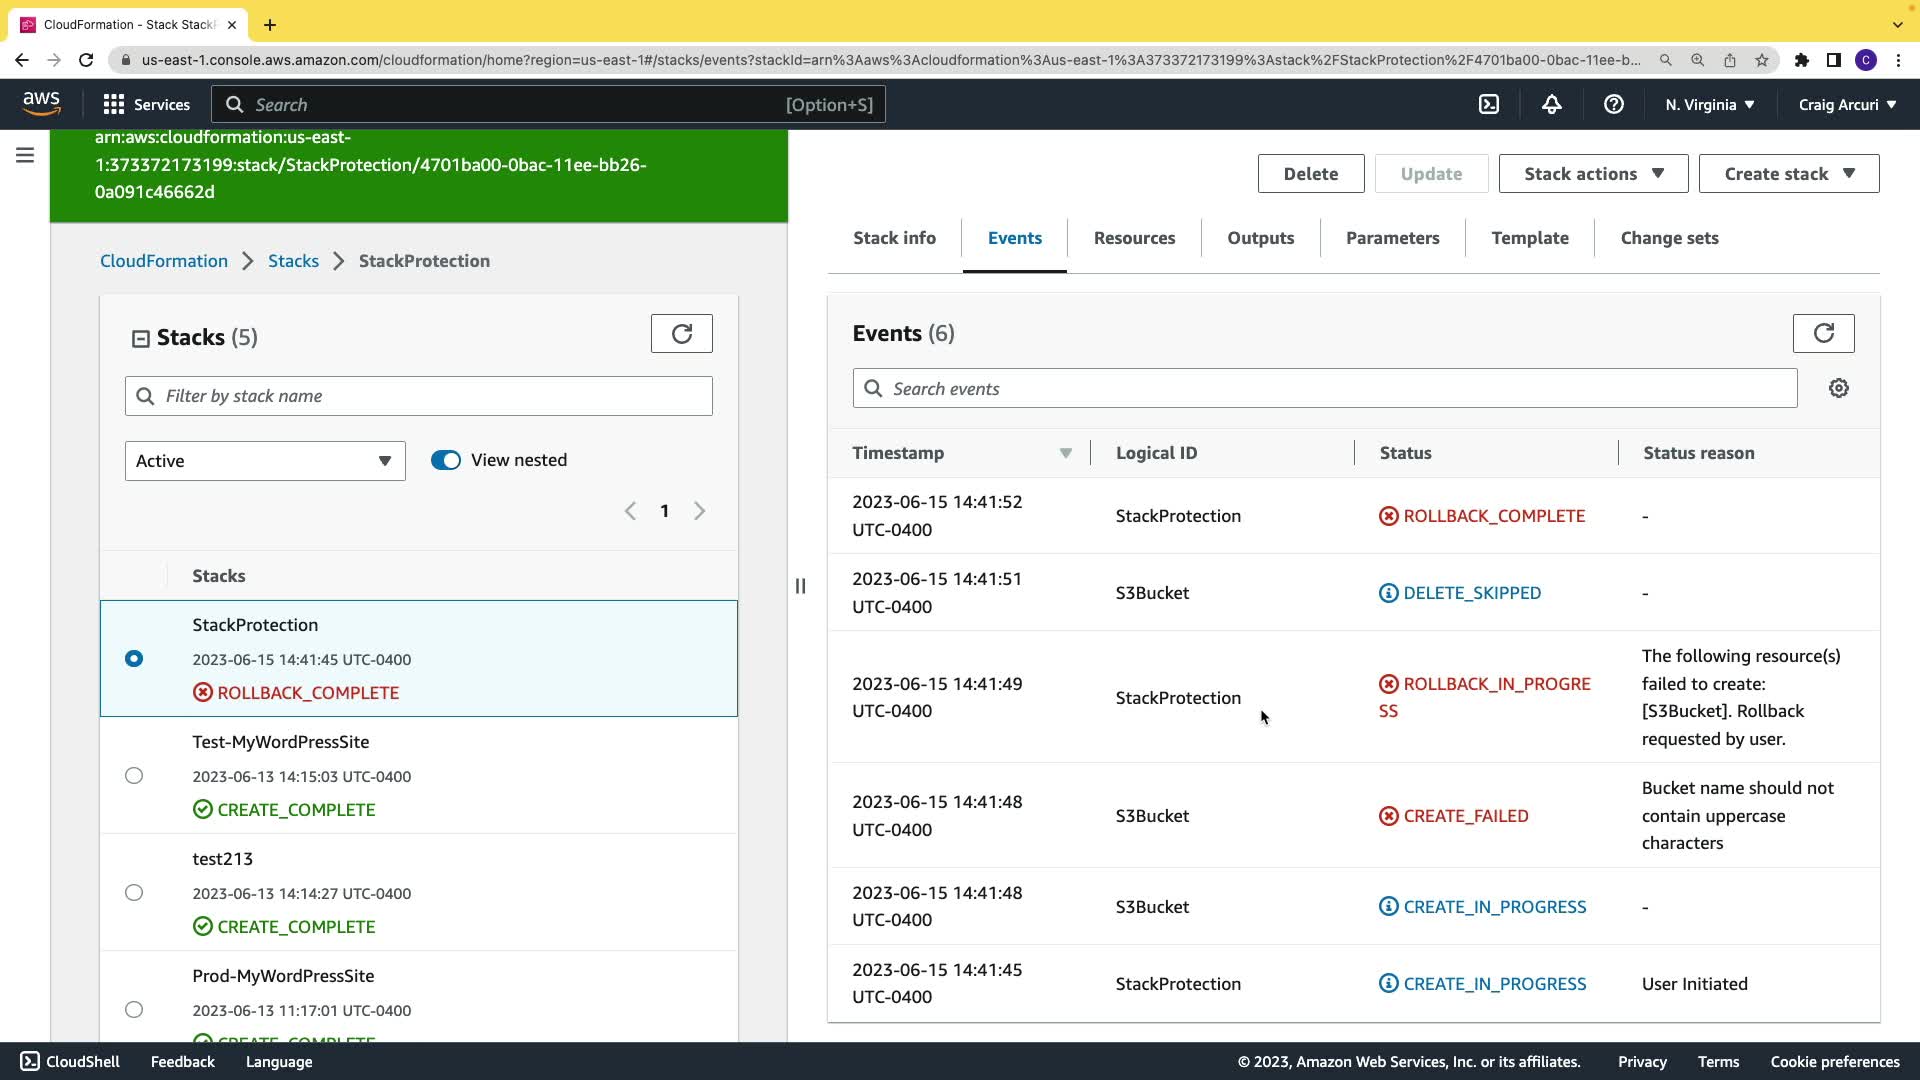 CloudFormation - Stack Stack
us-east-1.console.aws.amazon.com/cloudformation/home?region=us-east-1#/stacks/events?stackId=arn%3Aaws%3Acloudformation%3Aus-east-1%3A373372173199%3Astack%2FStackProtection%2F4701ba00-0bac-11ee-b...
C
aws
Services
Search
[Option+S]
N. Virginia
Craig Arcuri
arn:aws:cloudformation:us-east-
1:373372173199:stack/StackProtection/4701ba00-0bac-11ee-bb26-
0a091c46662d
CloudFormation
Stacks
StackProtection
Stacks (5)
Filter by stack name
Active
View nested
1
Stacks
StackProtection
2023-06-15 14:41:45 UTC-0400
ROLLBACK_COMPLETE
Test-MyWordPressSite
2023-06-13 14:15:03 UTC-0400
CREATE_COMPLETE
test213
2023-06-13 14:14:27 UTC-0400
CREATE_COMPLETE
Prod-MyWordPressSite
2023-06-13 11:17:01 UTC-0400
CREATE_COMPLETE
Delete
Update
Stack actions
Create stack
Stack info
Events
Resources
Outputs
Parameters
Template
Change sets
Events (6)
Search events
Timestamp
Logical ID
Status
Status reason
2023-06-15 14:41:52
UTC-0400
StackProtection
ROLLBACK_COMPLETE
-
2023-06-15 14:41:51
UTC-0400
S3Bucket
DELETE_SKIPPED
-
2023-06-15 14:41:49
UTC-0400
StackProtection
ROLLBACK_IN_PROGRE
SS
The following resource(s)
failed to create:
[S3Bucket]. Rollback
requested by user.
2023-06-15 14:41:48
UTC-0400
S3Bucket
CREATE_FAILED
Bucket name should not
contain uppercase
characters
2023-06-15 14:41:48
UTC-0400
S3Bucket
CREATE_IN_PROGRESS
-
2023-06-15 14:41:45
UTC-0400
StackProtection
CREATE_IN_PROGRESS
User Initiated
CloudShell
Feedback
Language
© 2023, Amazon Web Services, Inc. or its affiliates.
Privacy
Terms
Cookie preferences